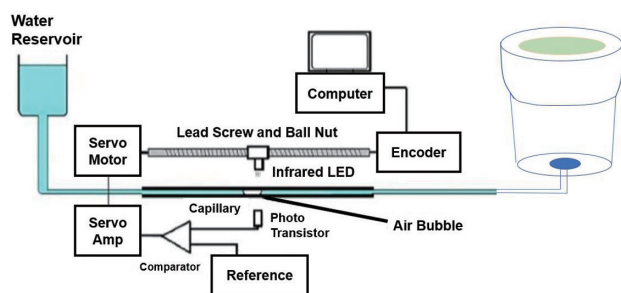 Water
Reservoir
Computer
Lead Screw and Ball Nut
Servo
Motor
Encoder
Infrared LED
Capillary
Photo
Transistor
Air Bubble
Servo
Amp
Comparator
Reference